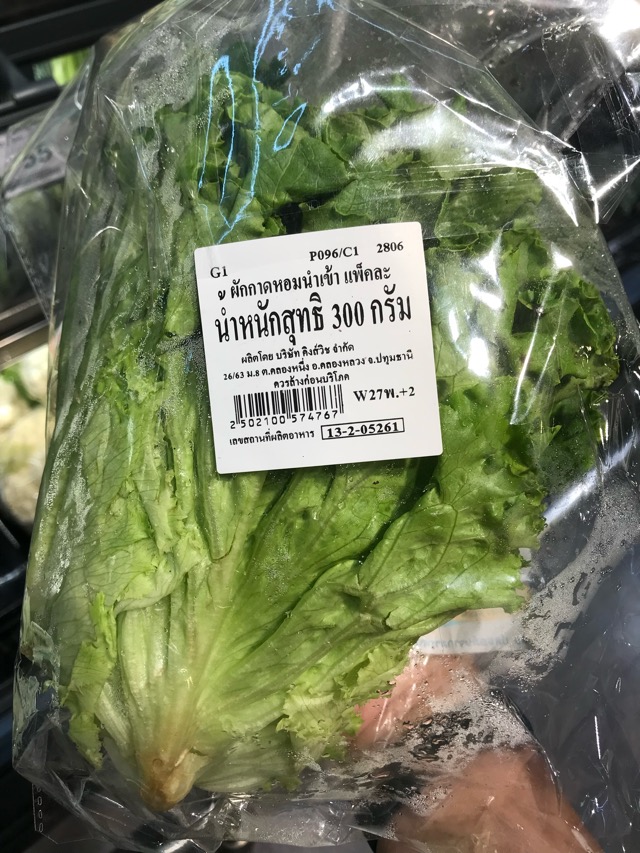 G1 P096/C1 2806
ผักกาดหอมนำเข้า แพ็คละ
น้ำหนักสุทธิ 300 กรัม
ผลิตโดย บริษัท คิงส์วิช จำกัด
26/63 ม.8 ต.คลองหนึ่ง อ.คลองหลวง จ.ปทุมธานี
ควรล้างก่อนบริโภค
W27พ.+2
2 502100 574767
เลขสถานที่ผลิตอาหาร 13-2-05261